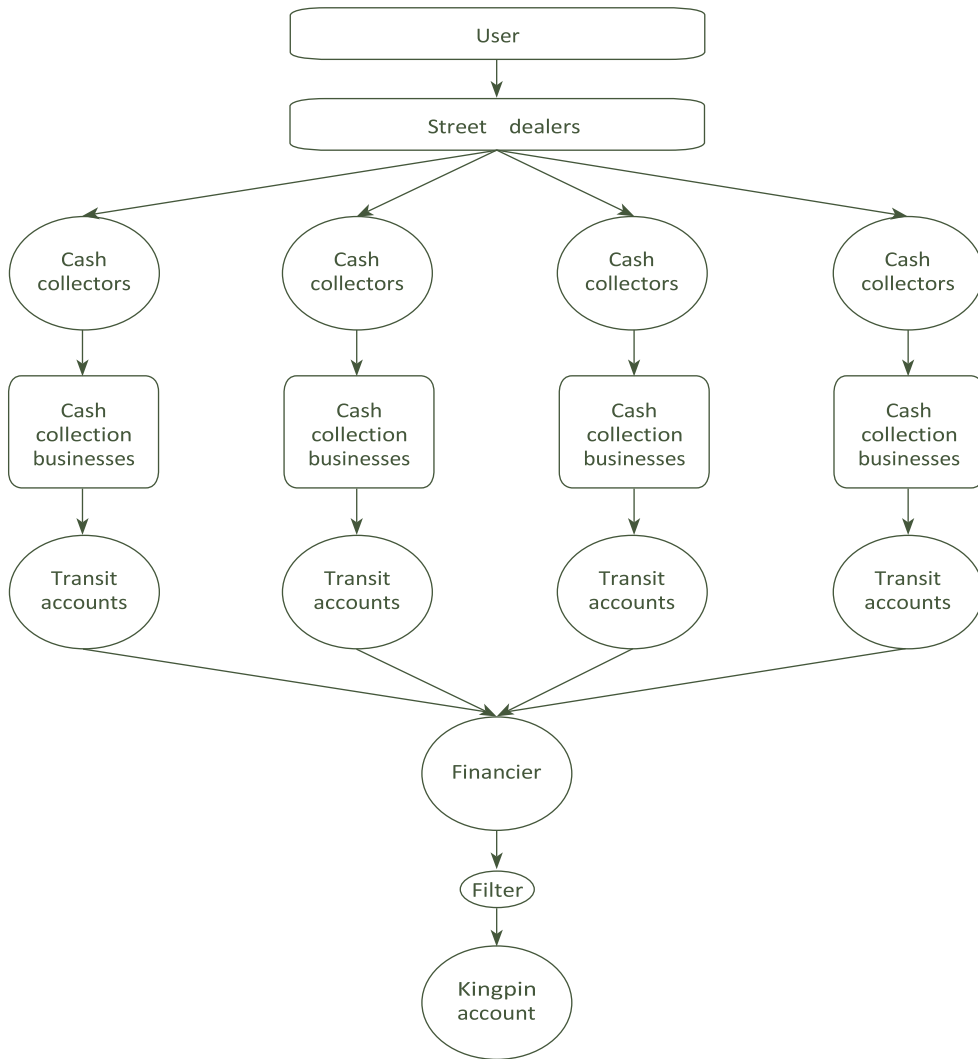 User
Street dealers
Cash
collectors
Cash
collectors
Cash
collectors
Cash
collectors
Cash
collection
businesses
Cash
collection
businesses
Cash
collection
businesses
Cash
collection
businesses
Transit
accounts
Transit
accounts
Transit
accounts
Transit
accounts
Financier
Filter
Kingpin
account